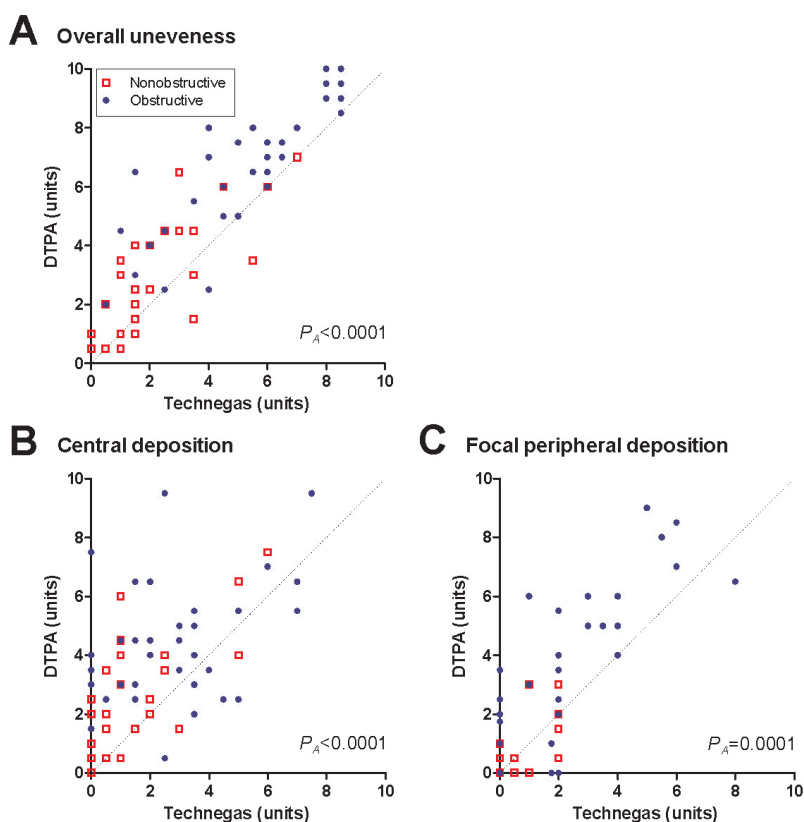 A Overall uneveness
10
Nonobstructive
Obstructive
8
6
4
2
0
DTPA (units)
P_A<0.0001
0 2 4 6 8 10
Technegas (units)
B Central deposition
10
8
6
4
2
0
DTPA (units)
P_A<0.0001
0 2 4 6 8 10
Technegas (units)
C Focal peripheral deposition
10
8
6
4
2
0
DTPA (units)
P_A=0.0001
0 2 4 6 8 10
Technegas (units)